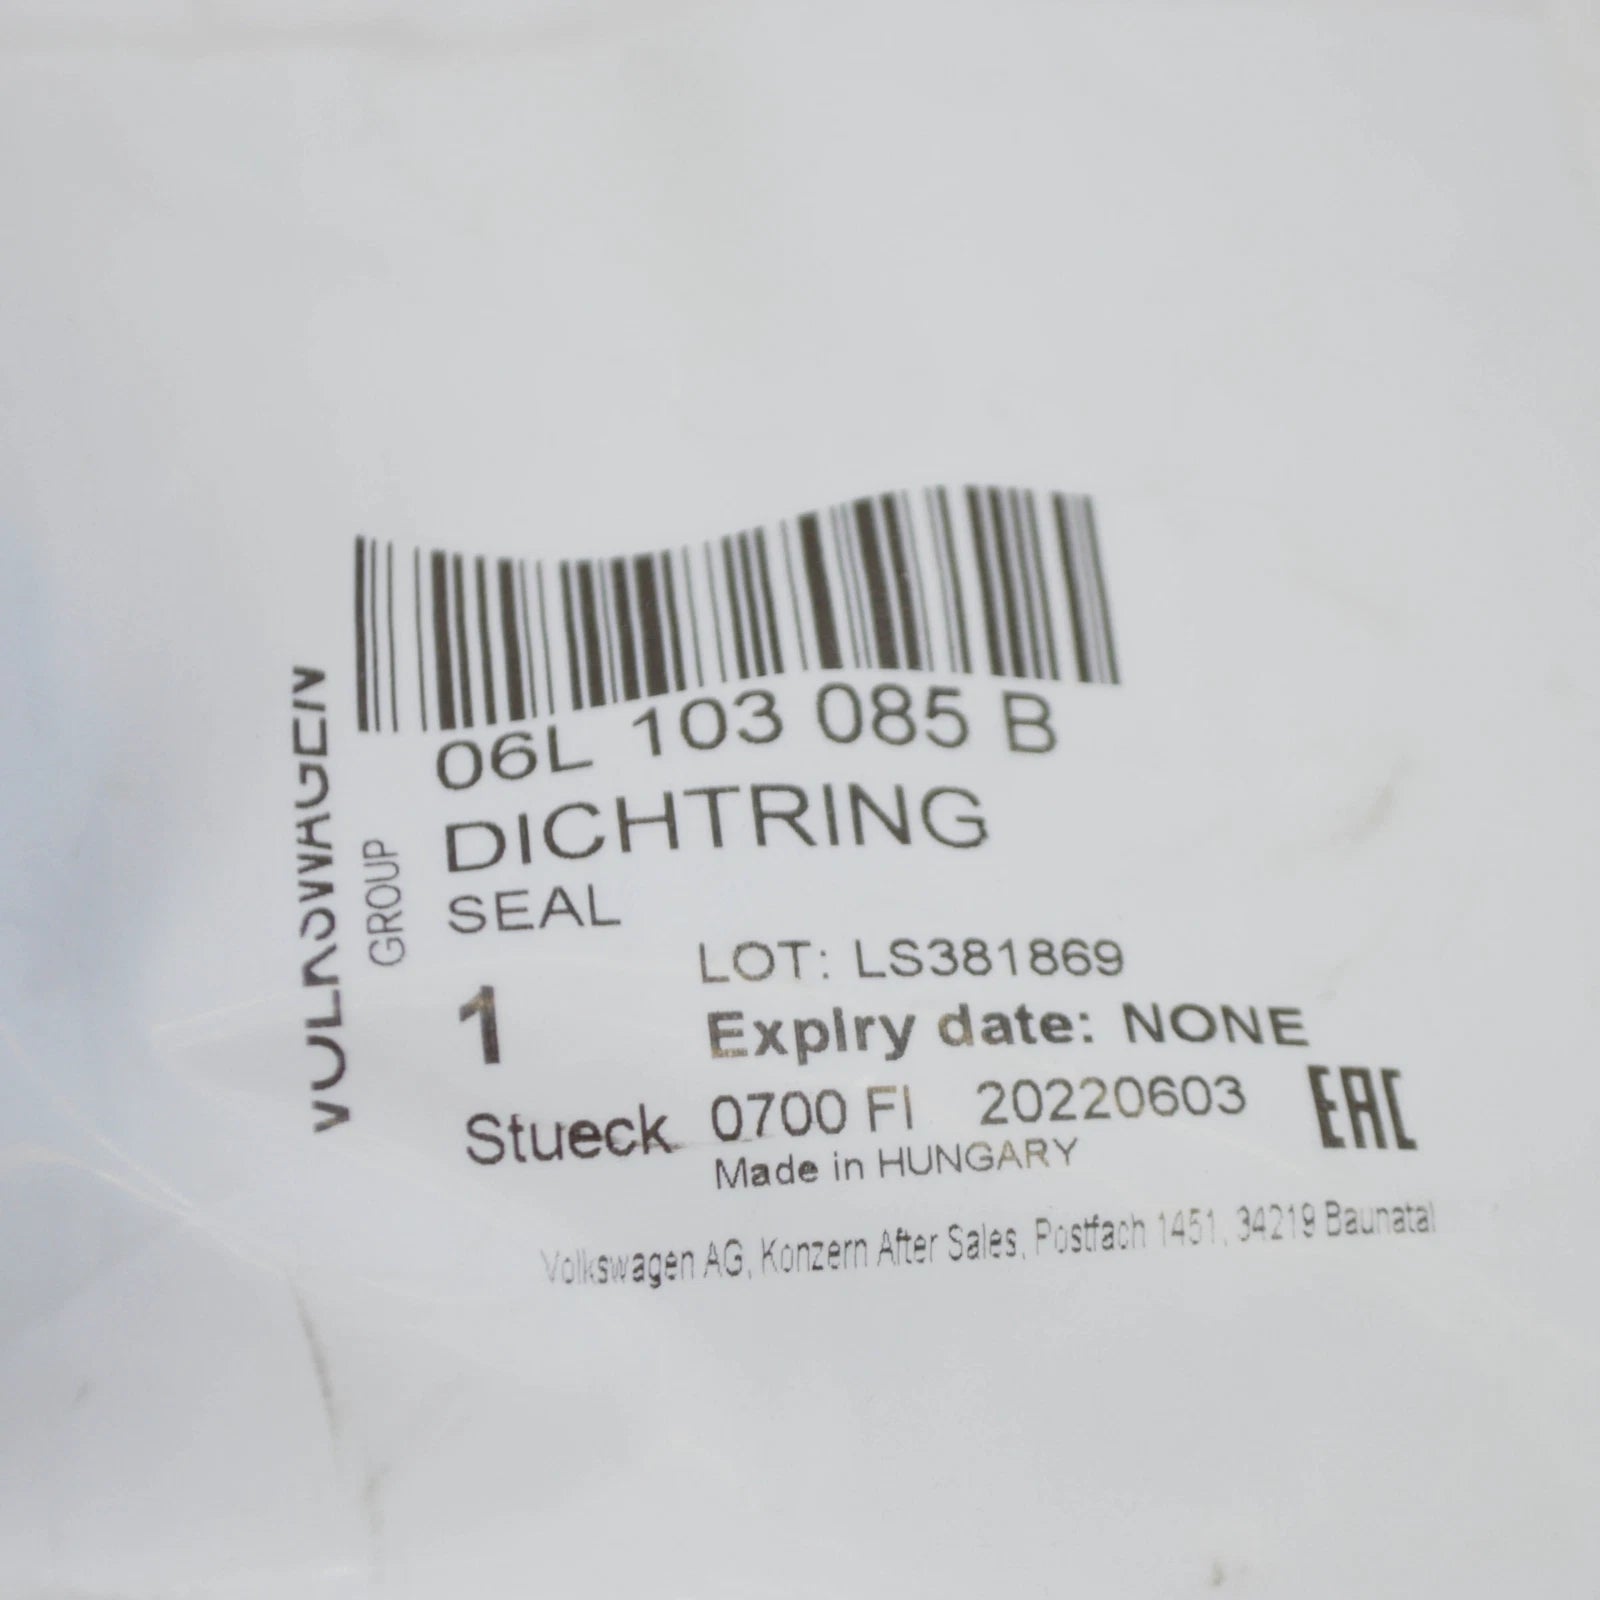 VOLKSWAGEN
GROUP
06L 103 085 B
DICHTRING
SEAL
LOT: LS381869
1
Expiry date: NONE
Stueck 0700 FI 20220603 EAC
Made in HUNGARY
Volkswagen AG, Konzern After Sales, Postfach 1451, 34219 Baunatal